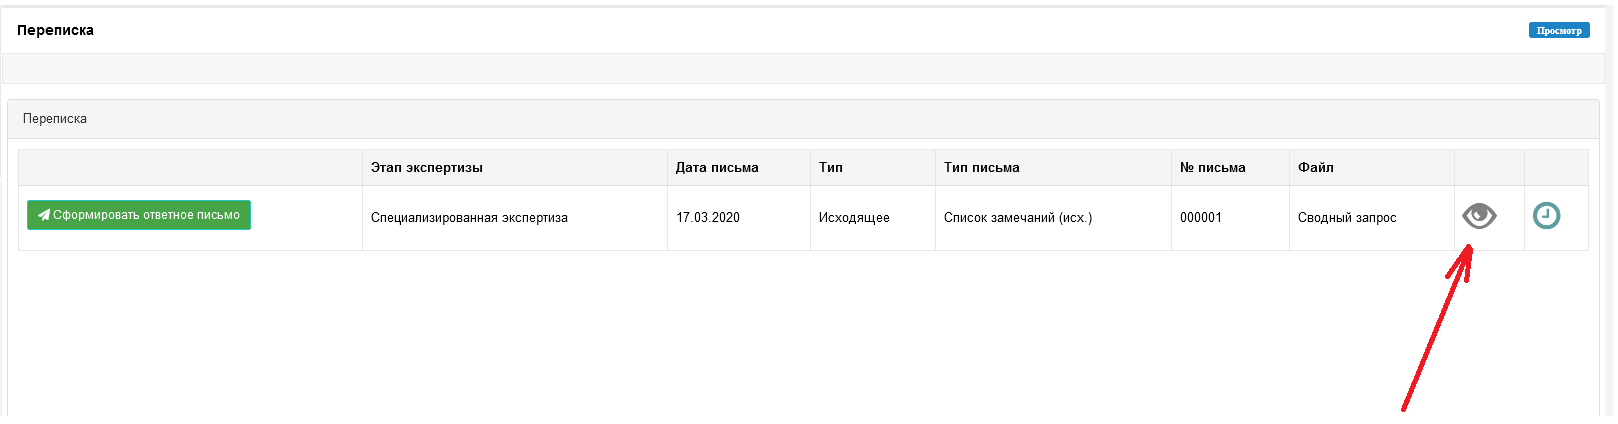 Переписка
Просмотр
Переписка
Этап экспертизы Дата письма Тип Тип письма № письма Файл
Сформировать ответное письмо Специализированная экспертиза 17.03.2020 Исходящее Список замечаний (исх.) 000001 Сводный запрос